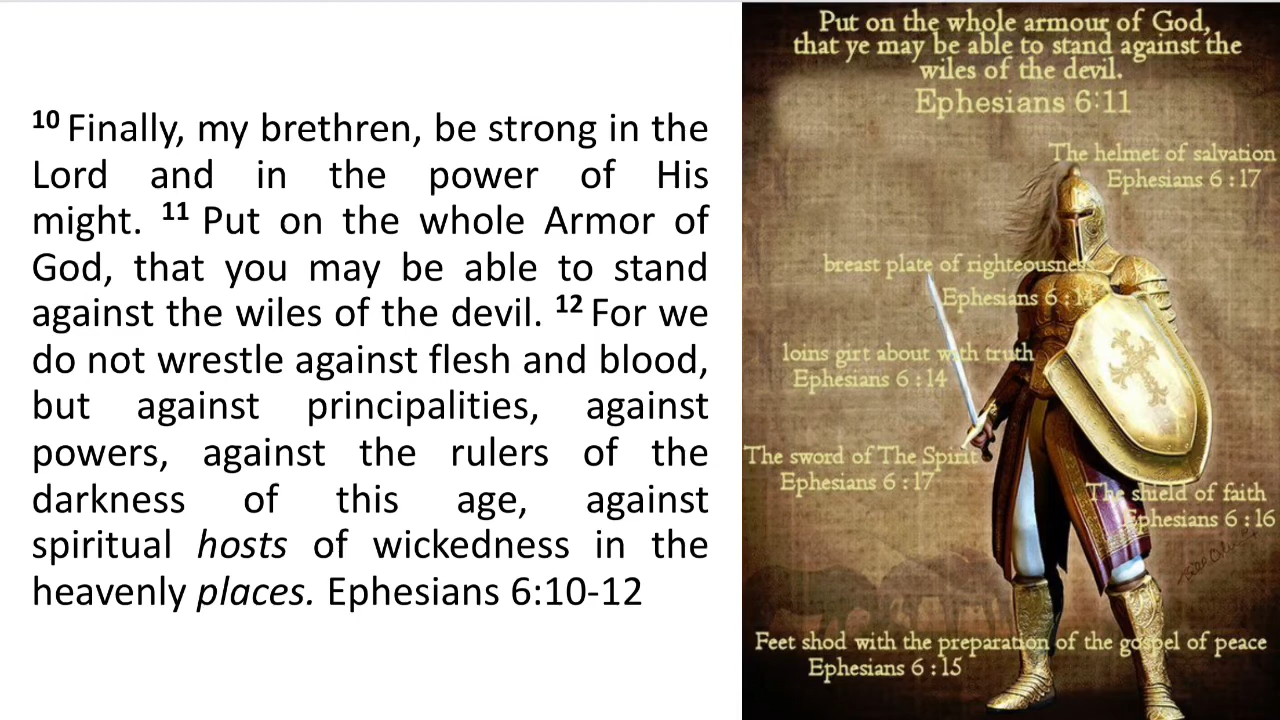 10 Finally, my brethren, be strong in the
Lord and in the power of His
might. 11 Put on the whole Armor of
God, that you may be able to stand
against the wiles of the devil. 12 For we
do not wrestle against flesh and blood,
but against principalities, against
powers, against the rulers of the
darkness of this age, against
spiritual hosts of wickedness in the
heavenly places. Ephesians 6:10-12
Put on the whole armour of God,
that ye may be able to stand against the
wiles of the devil.
Ephesians 6:11
The helmet of salvation
Ephesians 6:17
breast plate of righteousness
Ephesians 6:14
loins girt about with truth
Ephesians 6:14
The sword of The Spirit
Ephesians 6:17
The shield of faith
Ephesians 6:16
Feet shod with the preparation of the gospel of peace
Ephesians 6:15